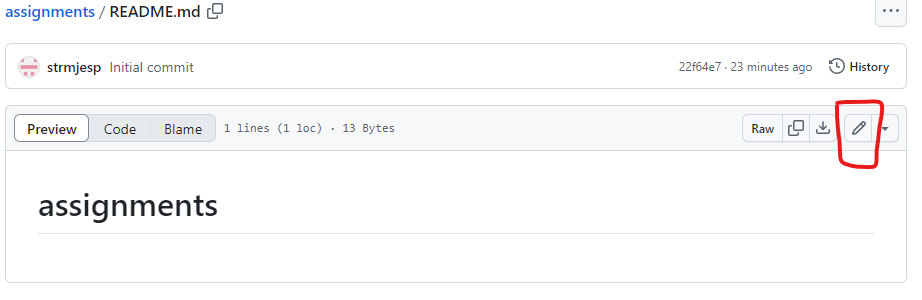 assignments / README.md
strmjesp Initial commit 22f64e7 · 23 minutes ago History
Preview Code Blame 1 lines (1 loc) · 13 Bytes Raw
assignments